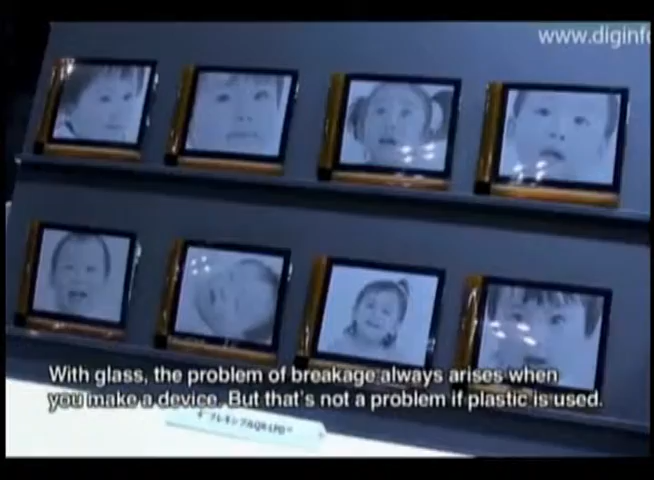 www.diginfo
With glass, the problem of breakage always arises when
you make a device. But that's not a problem if plastic is used.